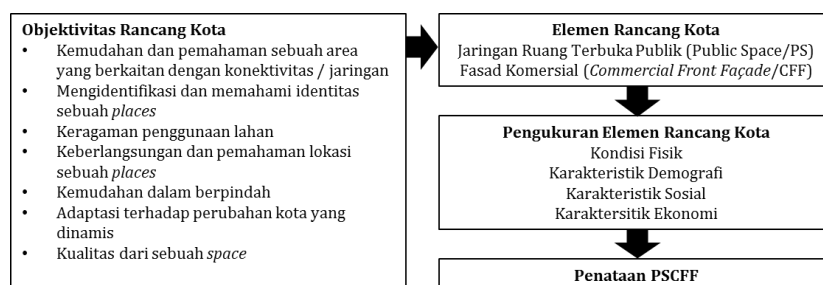 Objektivitas Rancang Kota
• Kemudahan dan pemahaman sebuah area
yang berkaitan dengan konektivitas / jaringan
• Mengidentifikasi dan memahami identitas
sebuah places
• Keragaman penggunaan lahan
• Keberlangsungan dan pemahaman lokasi
sebuah places
• Kemudahan dalam berpindah
• Adaptasi terhadap perubahan kota yang
dinamis
• Kualitas dari sebuah space
Elemen Rancang Kota
Jaringan Ruang Terbuka Publik (Public Space/PS)
Fasad Komersial (Commercial Front Façade/CFF)
Pengukuran Elemen Rancang Kota
Kondisi Fisik
Karakteristik Demografi
Karakteristik Sosial
Karaktersitik Ekonomi
Penataan PSCFF